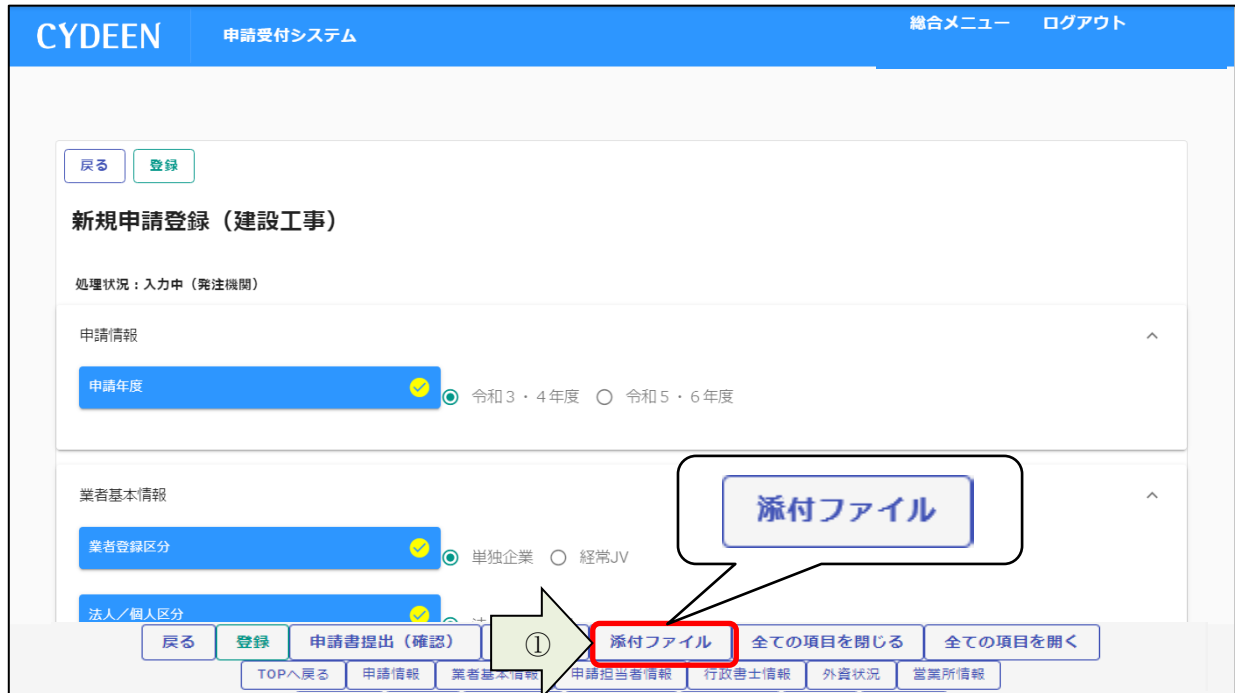 CYDEEN 申請受付システム 総合メニュー ログアウト
戻る 登録
新規申請登録（建設工事）
処理状況：入力中（発注機関）
申請情報
申請年度 令和３・４年度 令和５・６年度
業者基本情報
添付ファイル
業者登録区分 単独企業 経常JV
法人／個人区分
戻る 登録 申請書提出（確認） ① 添付ファイル 全ての項目を閉じる 全ての項目を開く
TOPへ戻る 申請情報 業者基本情報 申請担当者情報 行政書士情報 外資状況 営業所情報